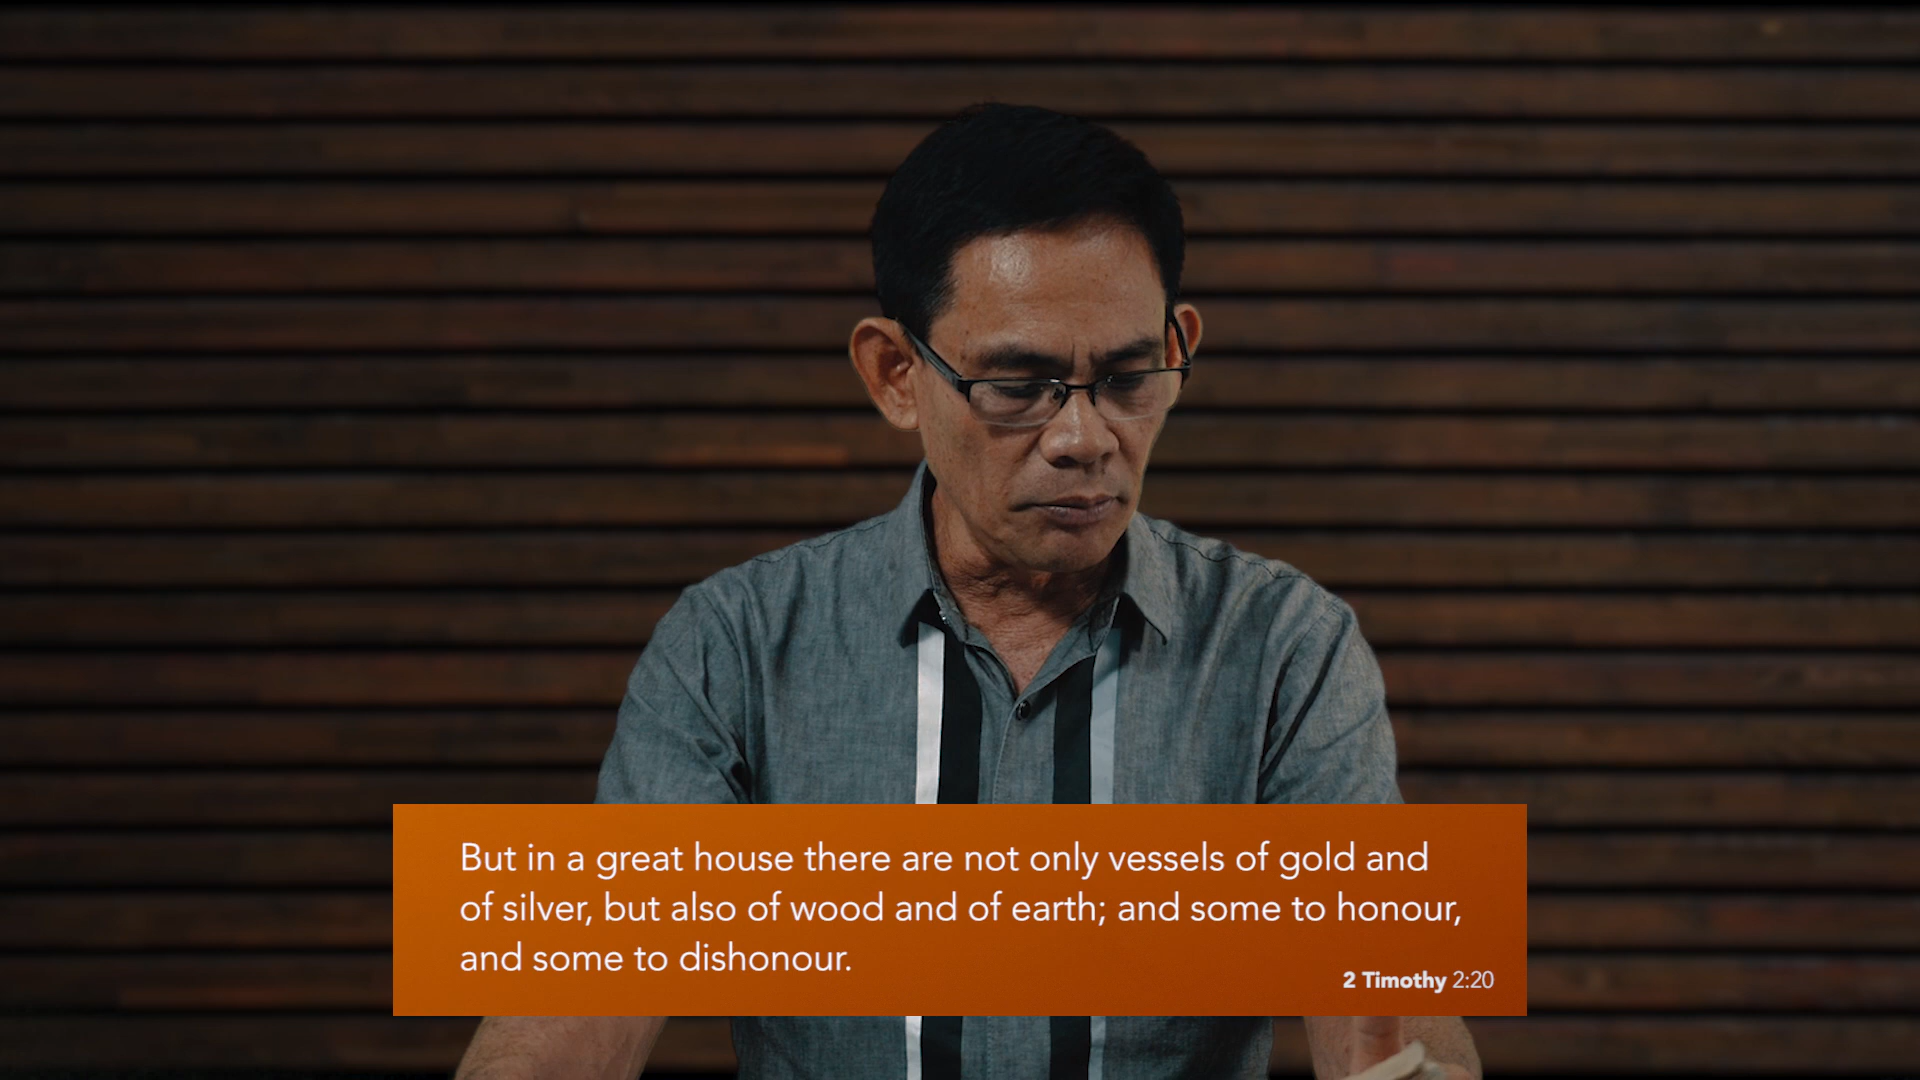 But in a great house there are not only vessels of gold and
of silver, but also of wood and of earth; and some to honour,
and some to dishonour.
2 Timothy 2:20